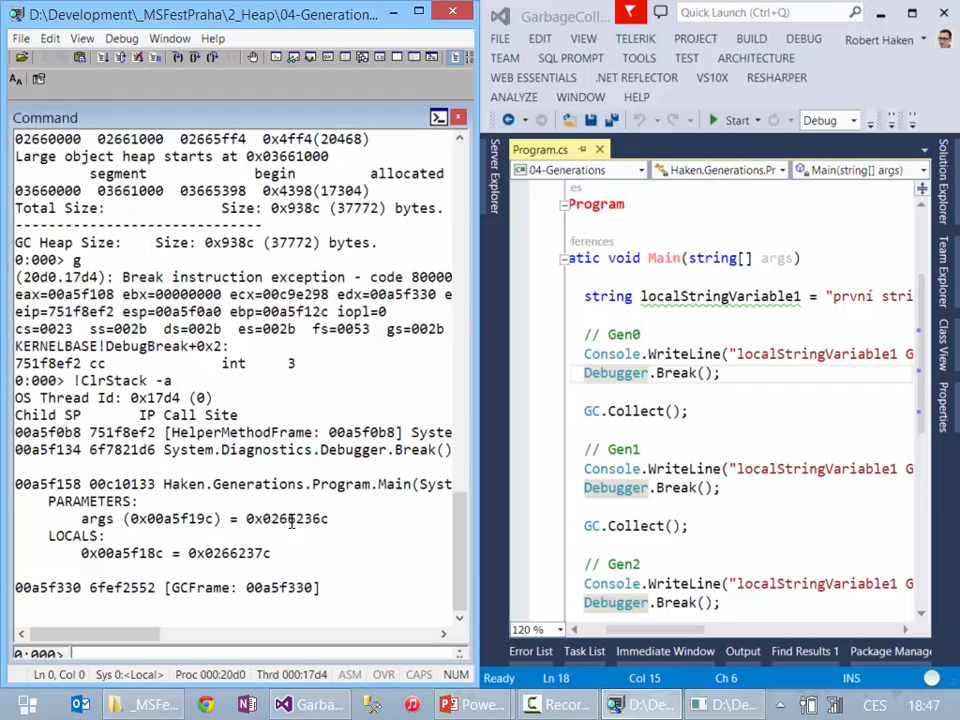 D:\Development\_MSFestPraha\2_Heap\04-Generation...
File Edit View Debug Window Help
Command
02660000 02661000 02665ff4 0x4ff4(20468)
Large object heap starts at 0x03661000
segment begin allocated
03660000 03661000 03665398 0x4398(17304)
Total Size: Size: 0x938c (37772) bytes.
------------------------------
GC Heap Size: Size: 0x938c (37772) bytes.
0:000> g
(20d0.17d4): Break instruction exception - code 80000
eax=00a5f108 ebx=00000000 ecx=00c9e298 edx=00a5f330 e
eip=751f8ef2 esp=00a5f0a0 ebp=00a5f12c iopl=0
cs=0023 ss=002b ds=002b es=002b fs=0053 gs=002b
KERNELBASE!DebugBreak+0x2:
751f8ef2 cc int 3
0:000> !ClrStack -a
OS Thread Id: 0x17d4 (0)
Child SP IP Call Site
00a5f0b8 751f8ef2 [HelperMethodFrame: 00a5f0b8] Syste
00a5f134 6f7821d6 System.Diagnostics.Debugger.Break()
00a5f158 00c10133 Haken.Generations.Program.Main(Syst
PARAMETERS:
args (0x00a5f19c) = 0x0266236c
LOCALS:
0x00a5f18c = 0x0266237c
00a5f330 6fef2552 [GCFrame: 00a5f330]
0:000>
Ln 0, Col 0 Sys 0:<Local> Proc 000:20d0 Thrd 000:17d4 ASM OVR CAPS NUM
GarbageColl... Quick Launch (Ctrl+Q)
FILE EDIT VIEW TELERIK PROJECT BUILD DEBUG Robert Haken
TEAM SQL PROMPT TOOLS TEST ARCHITECTURE
WEB ESSENTIALS .NET REFLECTOR VS10X RESHARPER
ANALYZE WINDOW HELP
Start Debug
Program.cs
04-Generations Haken.Generations.Pr Main(string[] args)
es
Program
ferences
atic void Main(string[] args)
string localStringVariable1 = "první stri
// Gen0
Console.WriteLine("localStringVariable1 G
Debugger.Break();
GC.Collect();
// Gen1
Console.WriteLine("localStringVariable1 G
Debugger.Break();
GC.Collect();
// Gen2
Console.WriteLine("localStringVariable1 G
Debugger.Break();
120 %
Server Explorer
Solution Explorer
Team Explorer
Class View
Properties
Error List Task List Immediate Window Output Find Results 1 Package Manag
Ready Ln 18 Col 15 Ch 6 INS
_MSFe... Garba... Powe... Recor... D:\De... D:\De... CES 18:47